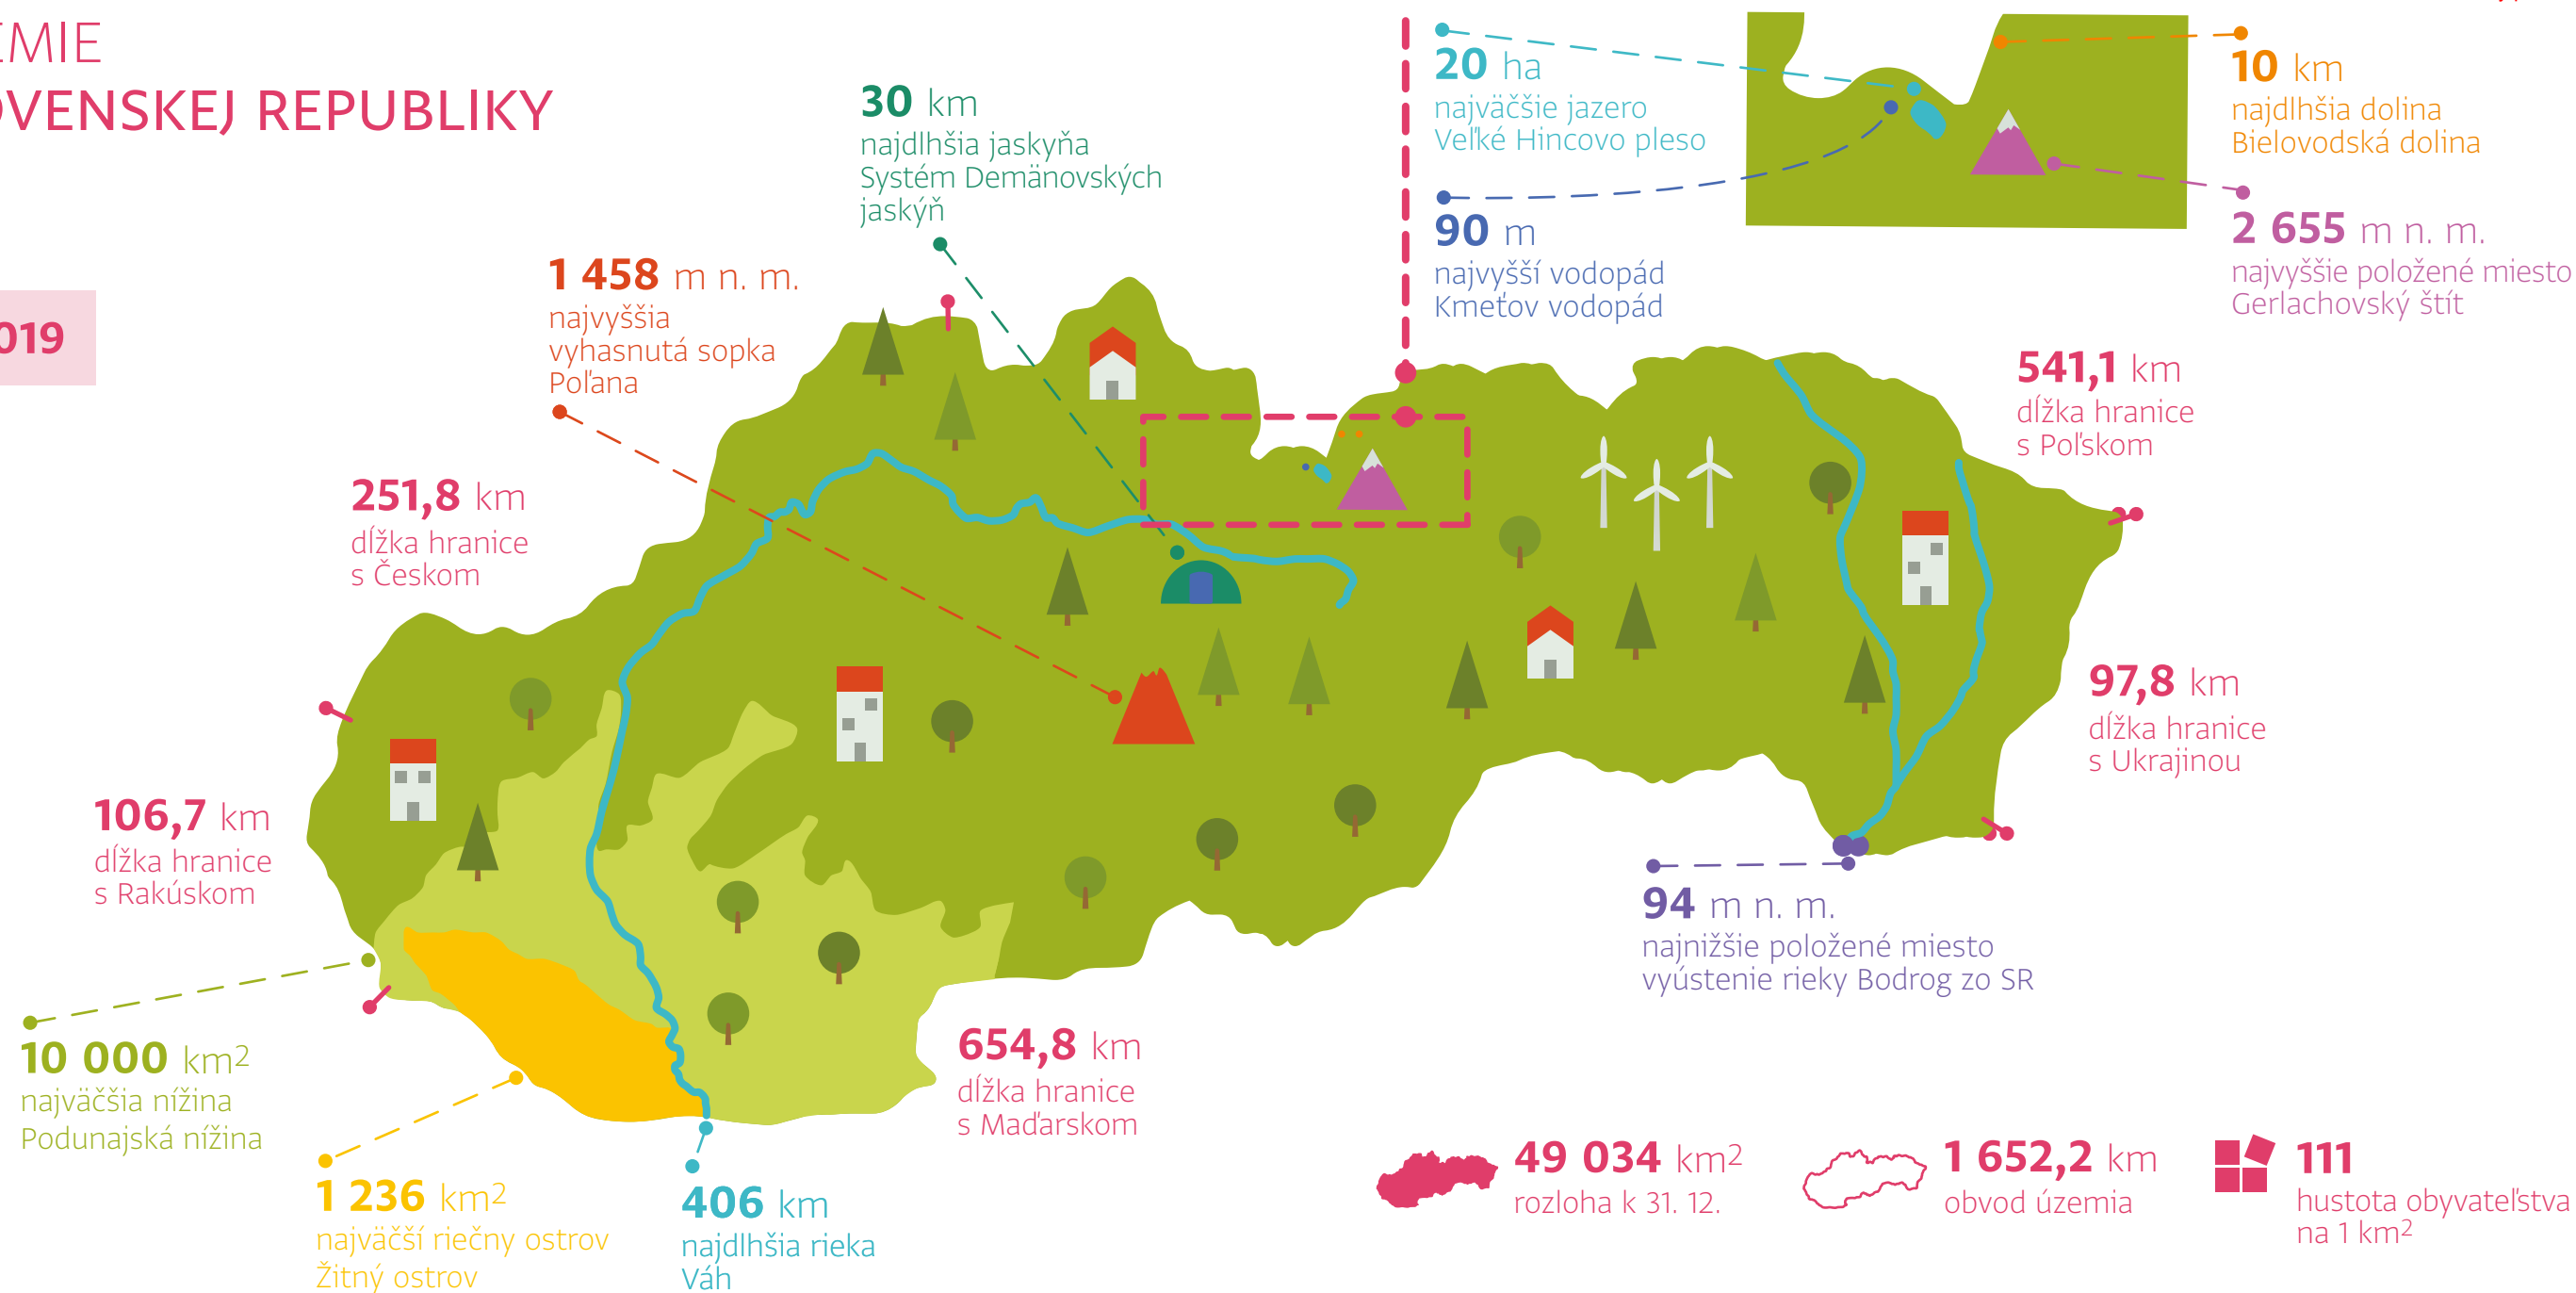 EMIE
OVENSKEJ REPUBLIKY
019
30 km
najdlhšia jaskyňa
Systém Demänovských
jaskýň
1 458 m n. m.
najvyššia
vyhasnutá sopka
Poľana
20 ha
najväčšie jazero
Veľké Hincovo pleso
90 m
najvyšší vodopád
Kmeťov vodopád
10 km
najdlhšia dolina
Bielovodská dolina
2 655 m n. m.
najvyššie položené miesto
Gerlachovský štít
541,1 km
dĺžka hranice
s Poľskom
251,8 km
dĺžka hranice
s Českom
97,8 km
dĺžka hranice
s Ukrajinou
106,7 km
dĺžka hranice
s Rakúskom
94 m n. m.
najnižšie položené miesto
vyústenie rieky Bodrog zo SR
654,8 km
dĺžka hranice
s Maďarskom
10 000 km²
najväčšia nížina
Podunajská nížina
1 236 km²
najväčší riečny ostrov
Žitný ostrov
406 km
najdlhšia rieka
Váh
49 034 km²
rozloha k 31. 12.
1 652,2 km
obvod územia
111
hustota obyvateľstva
na 1 km²